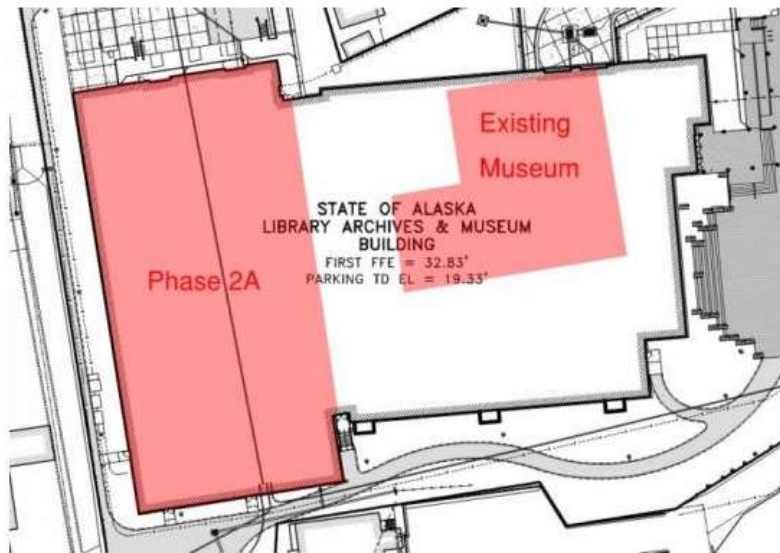 Existing
Museum
STATE OF ALASKA
LIBRARY ARCHIVES & MUSEUM
BUILDING
FIRST FFE = 32.83'
PARKING TD EL = 19.33'
Phase 2A